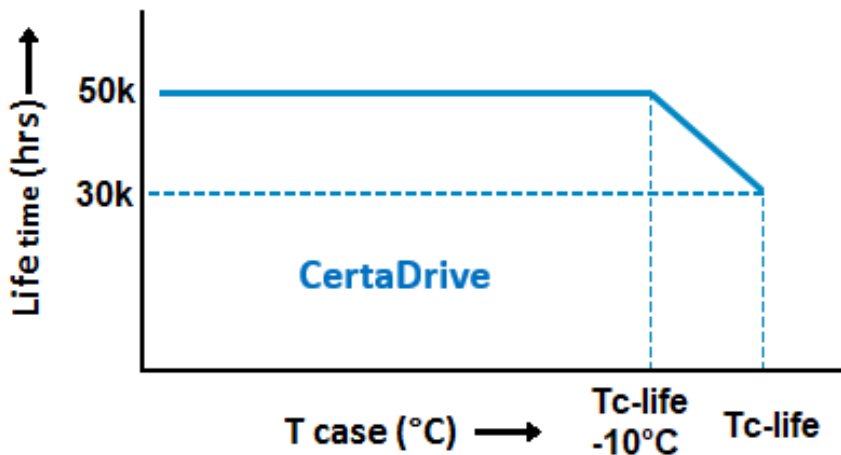 50k
30k
Life time (hrs)
CertaDrive
T case (°C)
Tc-life
-10°C
Tc-life